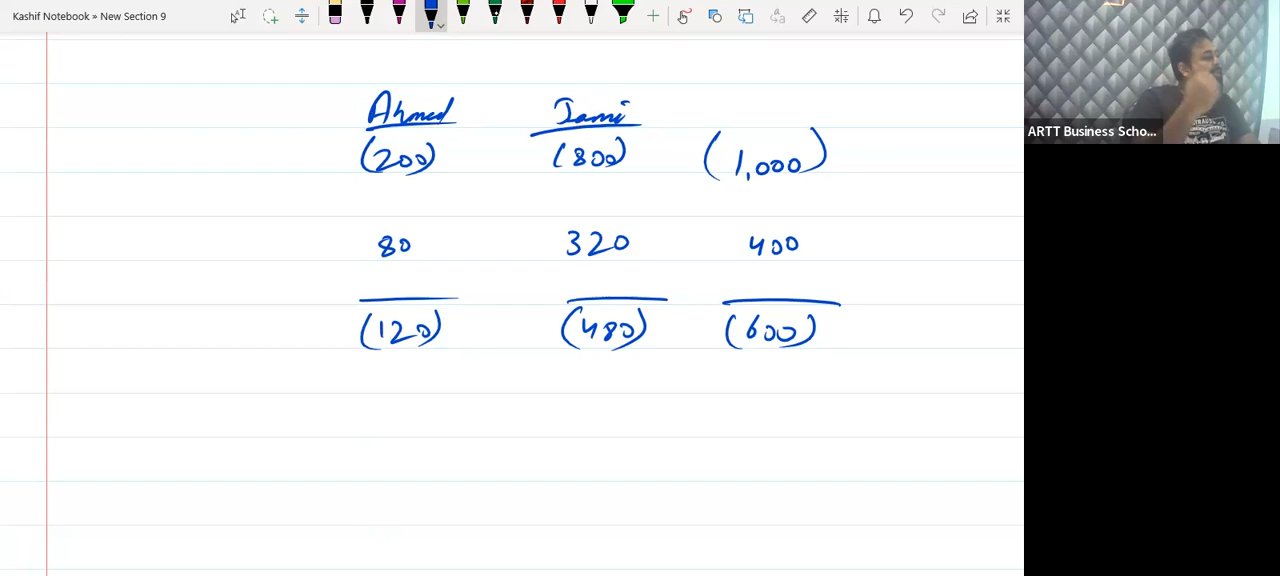 Kashif Notebook » New Section 9
Ahmed Jami
(200) (800) (1,000)
80 320 400
(120) (480) (600)
ARTT Business Scho...